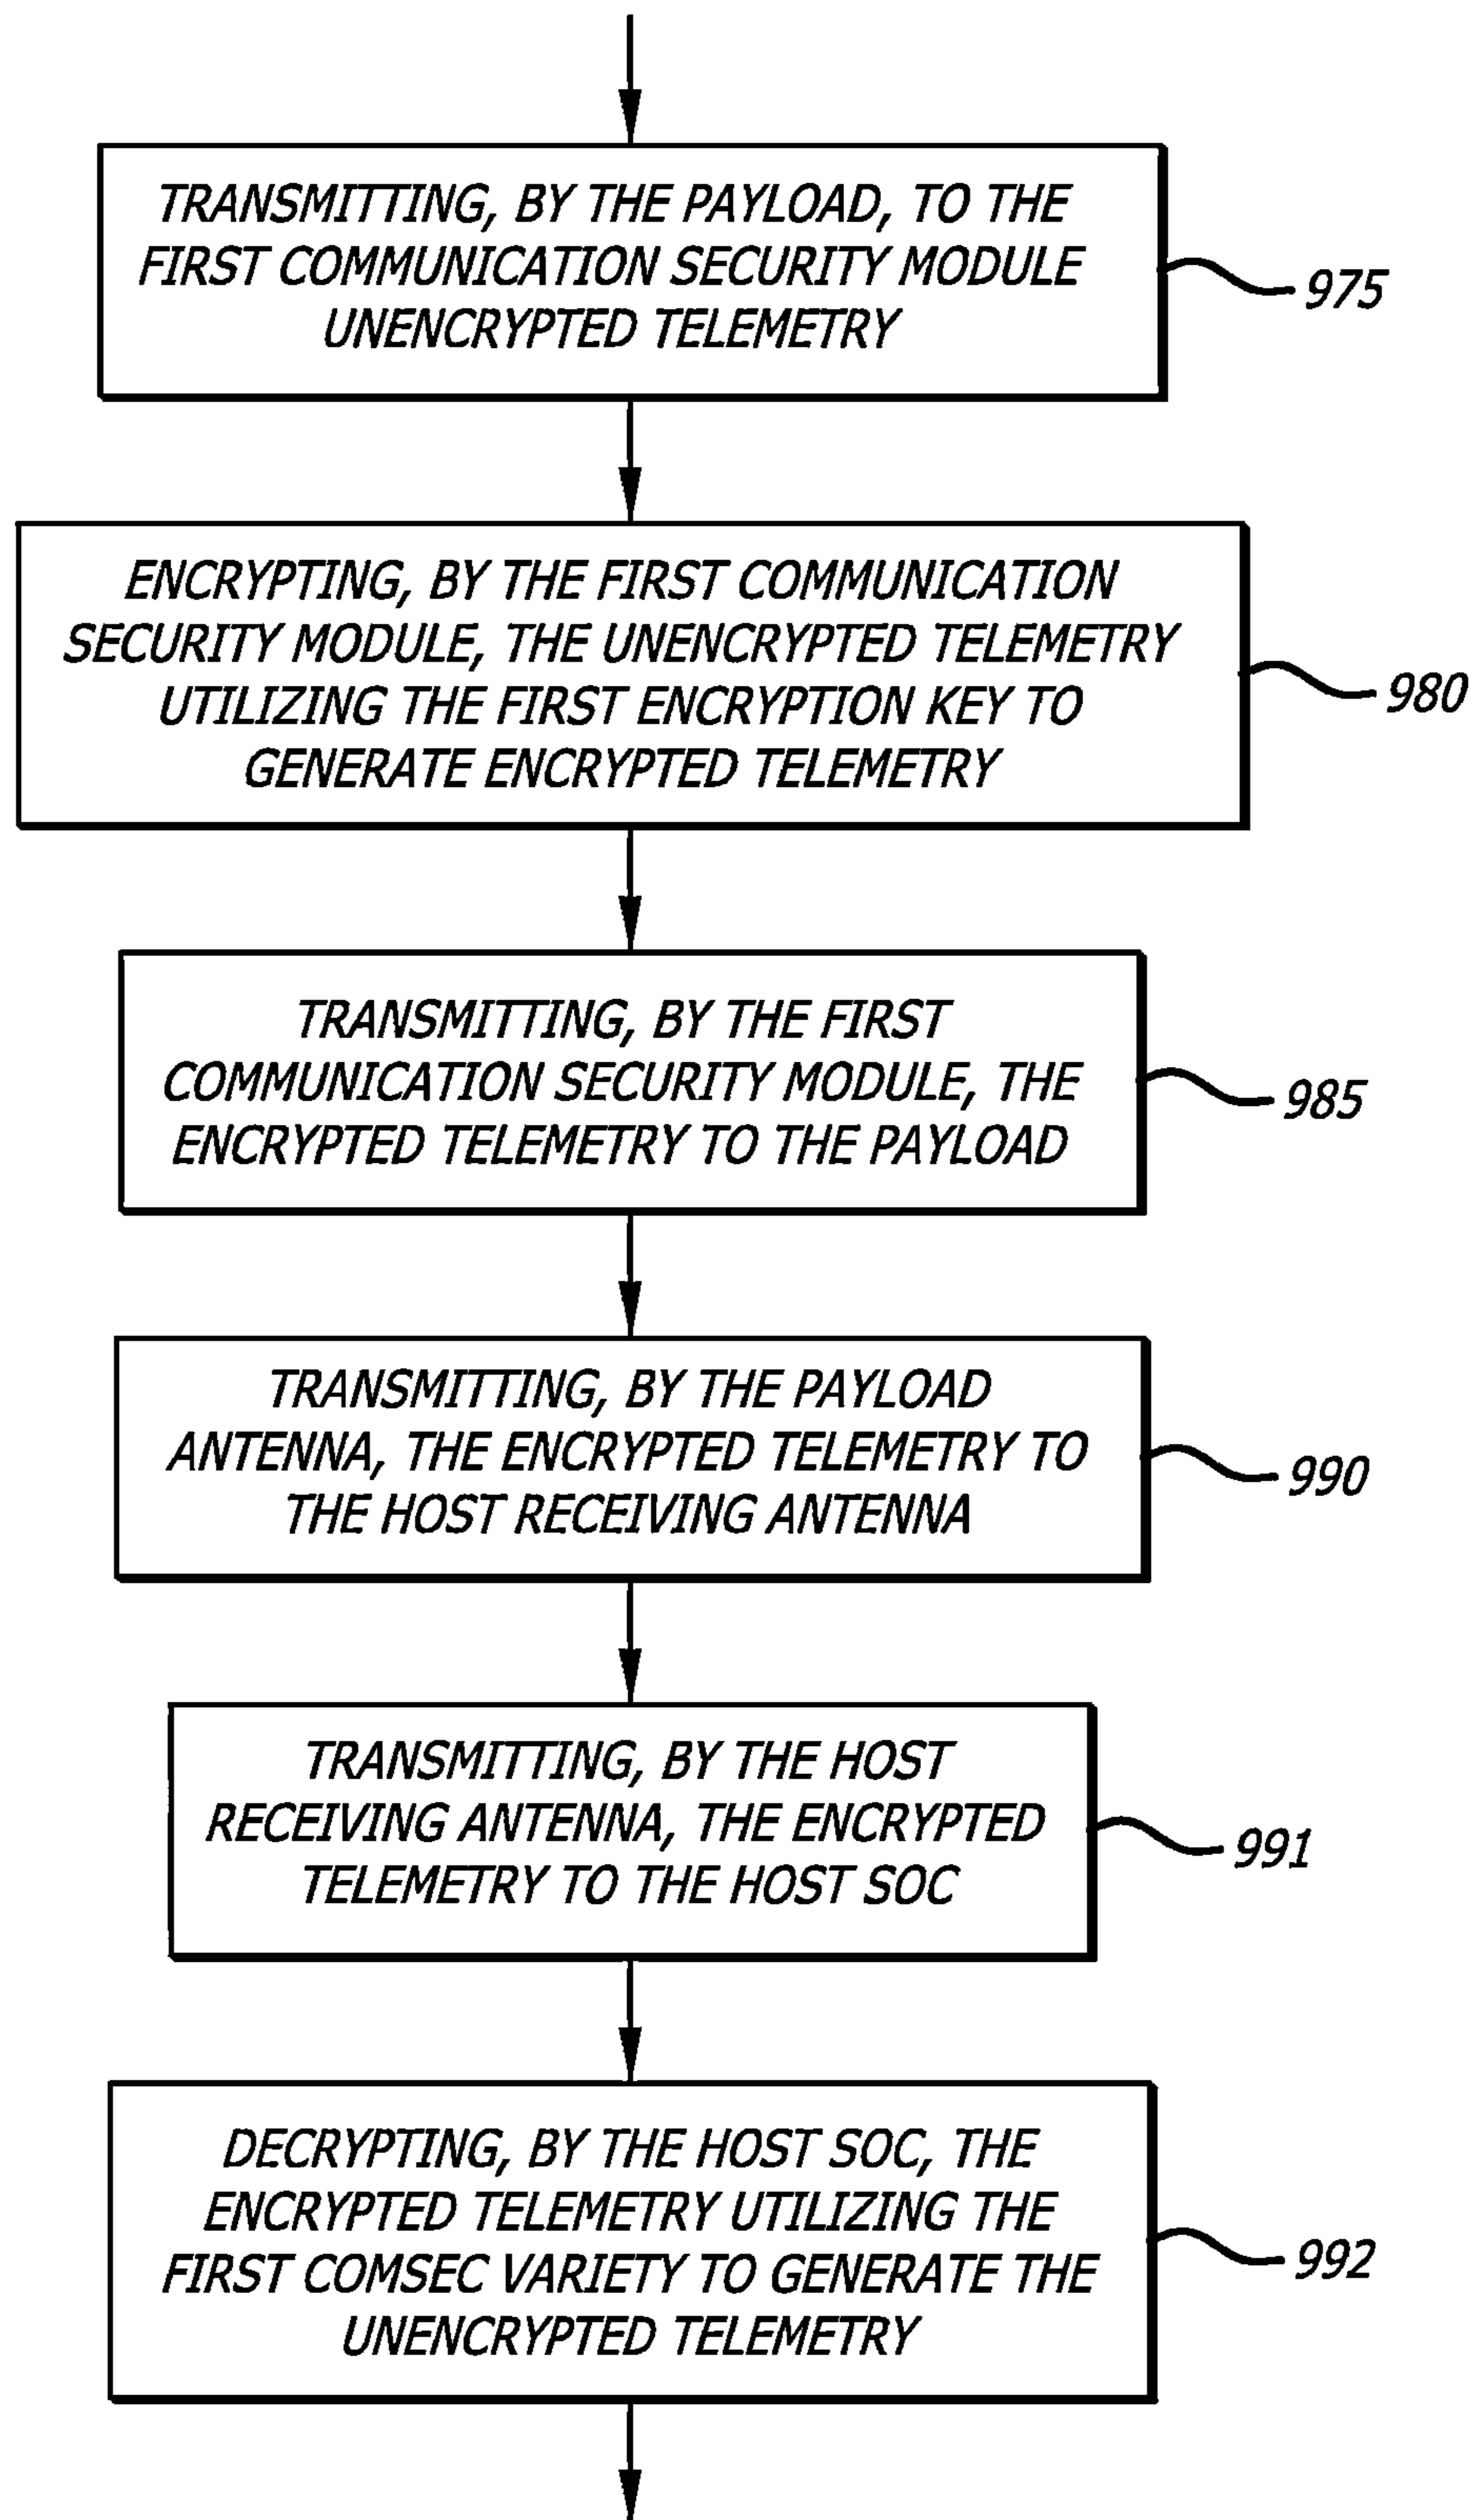 TRANSMITTING, BY THE PAYLOAD, TO THE
FIRST COMMUNICATION SECURITY MODULE
UNENCRYPTED TELEMETRY
975
ENCRYPTING, BY THE FIRST COMMUNICATION
SECURITY MODULE, THE UNENCRYPTED TELEMETRY
UTILIZING THE FIRST ENCRYPTION KEY TO
GENERATE ENCRYPTED TELEMETRY
980
TRANSMITTING, BY THE FIRST
COMMUNICATION SECURITY MODULE, THE
ENCRYPTED TELEMETRY TO THE PAYLOAD
985
TRANSMITTING, BY THE PAYLOAD
ANTENNA, THE ENCRYPTED TELEMETRY TO
THE HOST RECEIVING ANTENNA
990
TRANSMITTING, BY THE HOST
RECEIVING ANTENNA, THE ENCRYPTED
TELEMETRY TO THE HOST SOC
991
DECRYPTING, BY THE HOST SOC, THE
ENCRYPTED TELEMETRY UTILIZING THE
FIRST COMSEC VARIETY TO GENERATE THE
UNENCRYPTED TELEMETRY
992